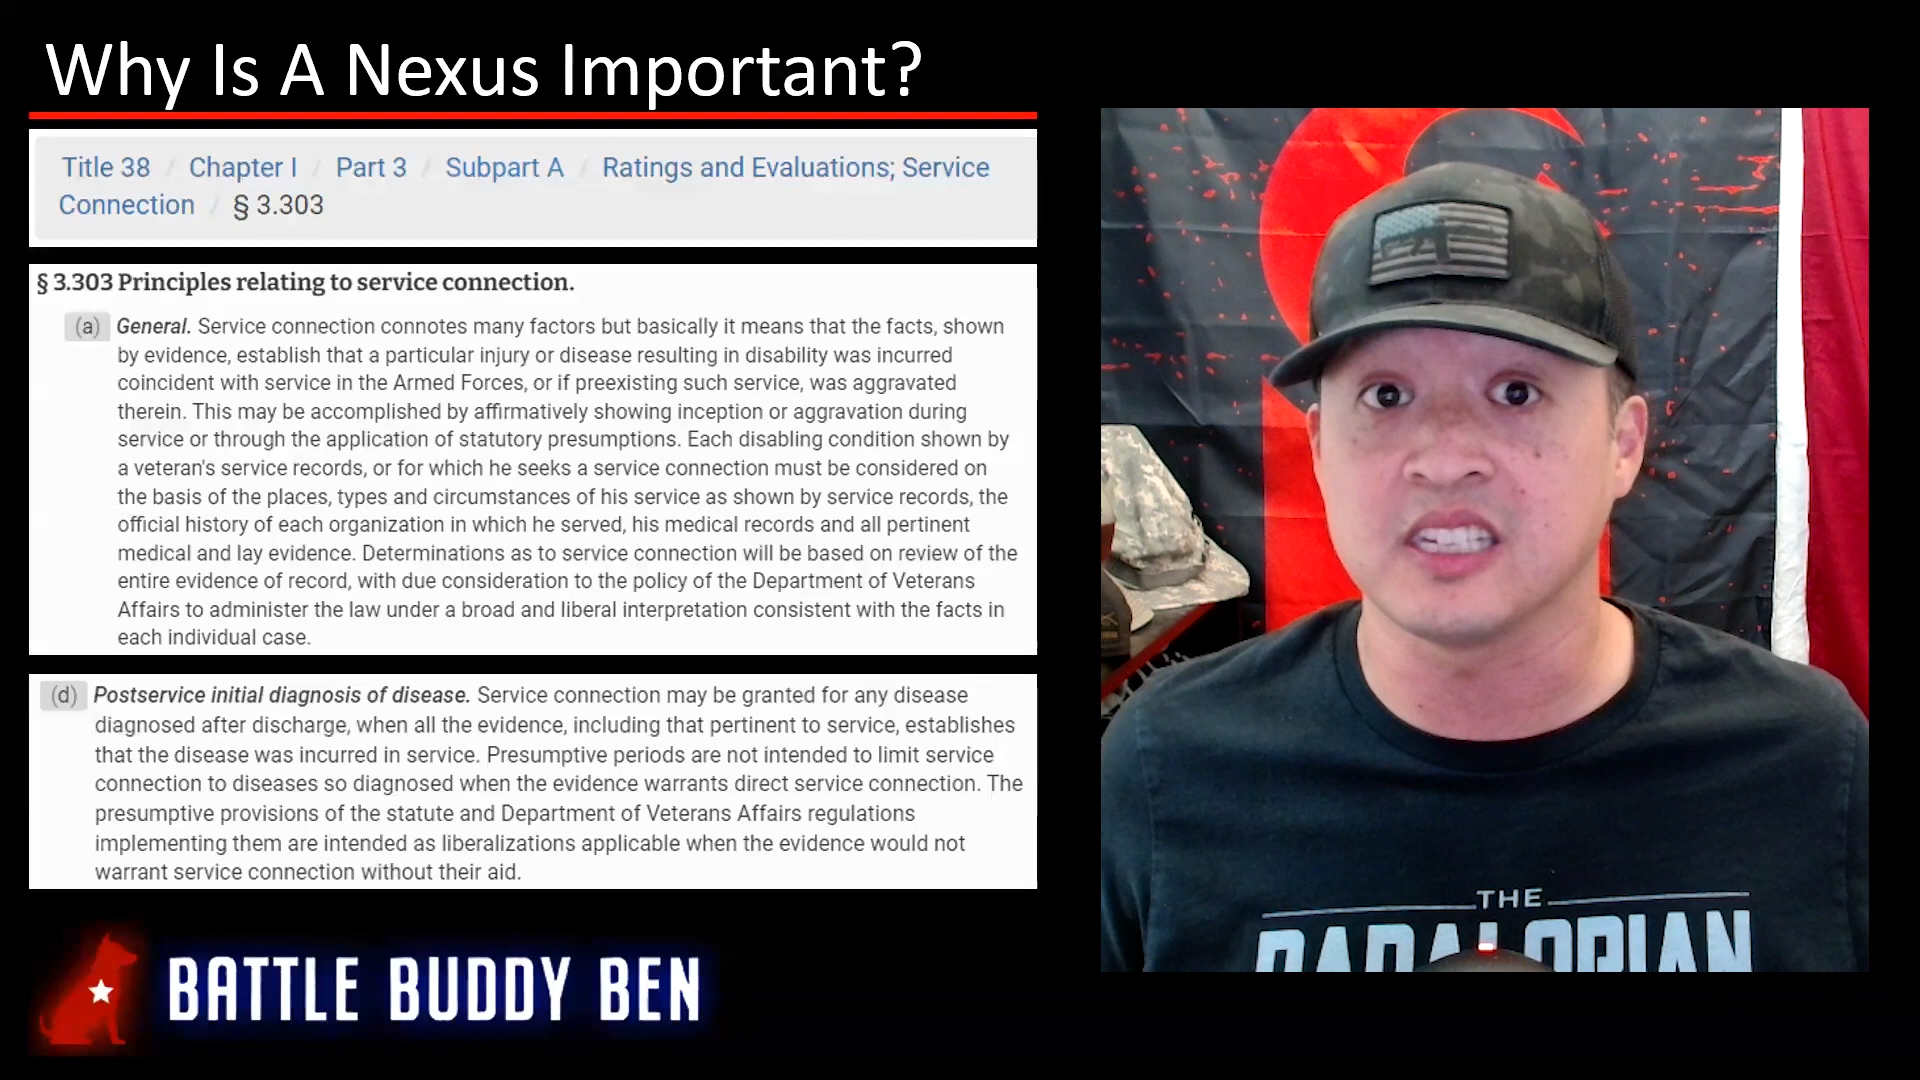 Why Is A Nexus Important?
Title 38 / Chapter I / Part 3 / Subpart A / Ratings and Evaluations; Service
Connection / § 3.303
§ 3.303 Principles relating to service connection.
(a) General. Service connection connotes many factors but basically it means that the facts, shown
by evidence, establish that a particular injury or disease resulting in disability was incurred
coincident with service in the Armed Forces, or if preexisting such service, was aggravated
therein. This may be accomplished by affirmatively showing inception or aggravation during
service or through the application of statutory presumptions. Each disabling condition shown by
a veteran's service records, or for which he seeks a service connection must be considered on
the basis of the places, types and circumstances of his service as shown by service records, the
official history of each organization in which he served, his medical records and all pertinent
medical and lay evidence. Determinations as to service connection will be based on review of the
entire evidence of record, with due consideration to the policy of the Department of Veterans
Affairs to administer the law under a broad and liberal interpretation consistent with the facts in
each individual case.
(d) Postservice initial diagnosis of disease. Service connection may be granted for any disease
diagnosed after discharge, when all the evidence, including that pertinent to service, establishes
that the disease was incurred in service. Presumptive periods are not intended to limit service
connection to diseases so diagnosed when the evidence warrants direct service connection. The
presumptive provisions of the statute and Department of Veterans Affairs regulations
implementing them are intended as liberalizations applicable when the evidence would not
warrant service connection without their aid.
BATTLE BUDDY BEN
THE
DADALORIAN